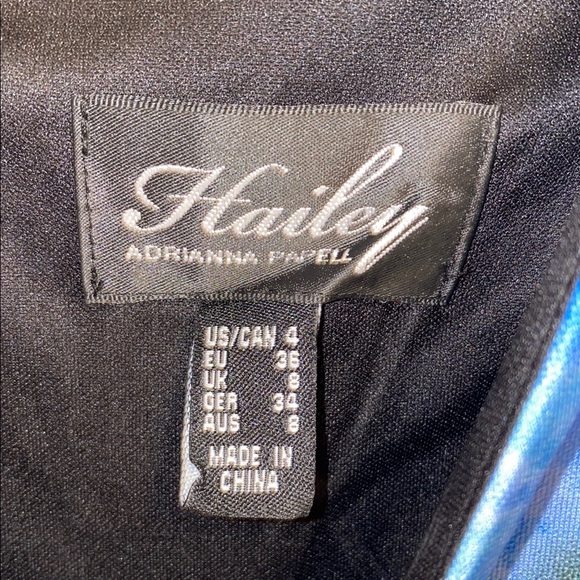 Hailey
ADRIANNA PAPELL
US/CAN 4
EU 36
UK 8
GER 34
AUS 8
MADE IN
CHINA